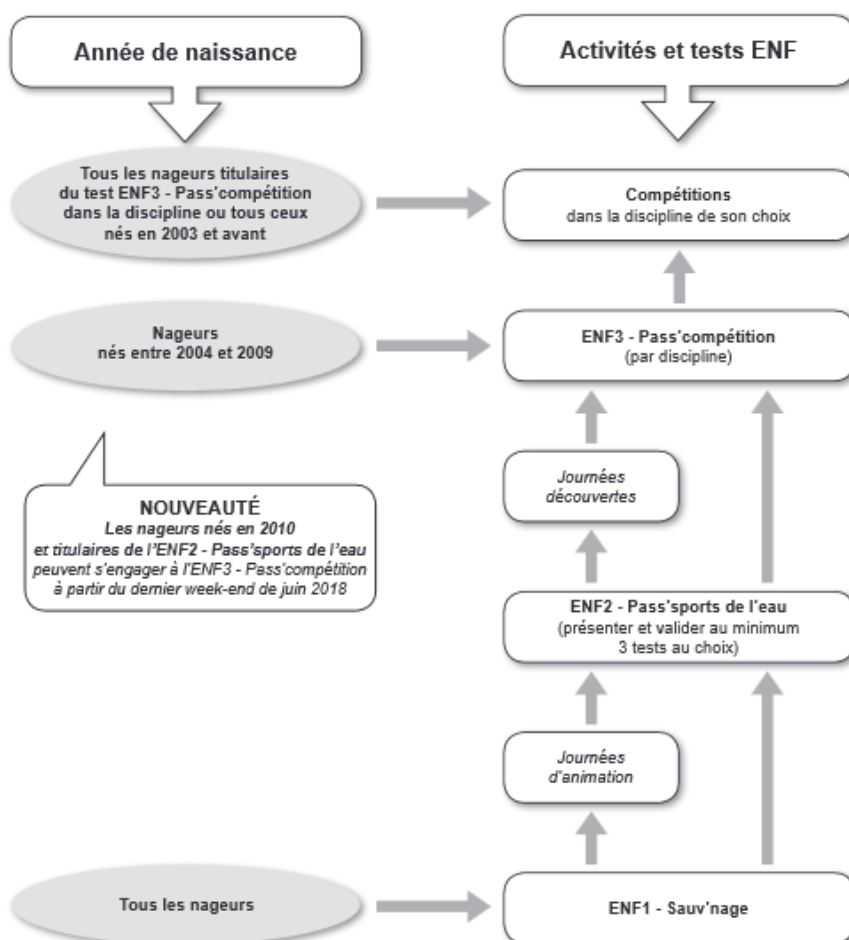 Année de naissance
Activités et tests ENF
Tous les nageurs titulaires
du test ENF3 - Pass'compétition
dans la discipline ou tous ceux
nés en 2003 et avant
Compétitions
dans la discipline de son choix
Nageurs
nés entre 2004 et 2009
ENF3 - Pass'compétition
(par discipline)
Journées
découvertes
NOUVEAUTÉ
Les nageurs nés en 2010
et titulaires de l'ENF2 - Pass'sports de l'eau
peuvent s'engager à l'ENF3 - Pass'compétition
à partir du dernier week-end de juin 2018
ENF2 - Pass'sports de l'eau
(présenter et valider au minimum
3 tests au choix)
Journées
d'animation
Tous les nageurs
ENF1 - Sauv'nage